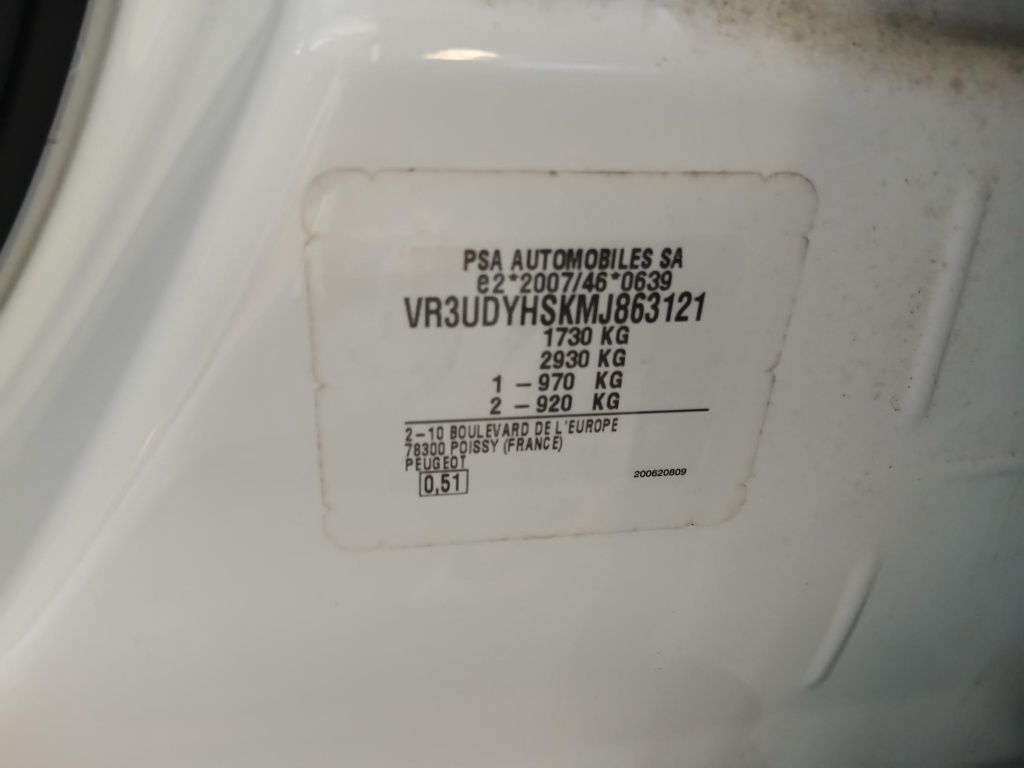 PSA AUTOMOBILES SA
e2*2007/46*0639
VR3UDYHSKMJ863121
1730 KG
2930 KG
1 – 970 KG
2 – 920 KG
2–10 BOULEVARD DE L'EUROPE
78300 POISSY (FRANCE)
PEUGEOT
0,51
200620809